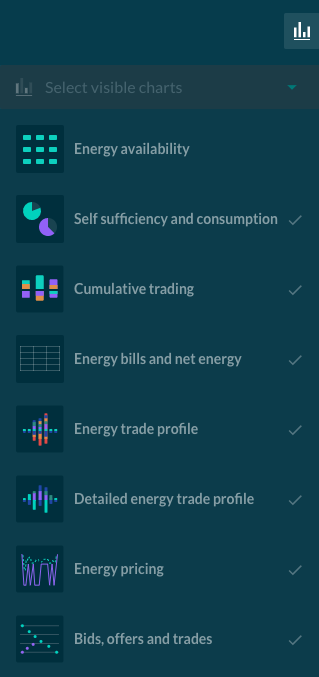 Select visible charts
Energy availability
Self sufficiency and consumption
Cumulative trading
Energy bills and net energy
Energy trade profile
Detailed energy trade profile
Energy pricing
Bids, offers and trades